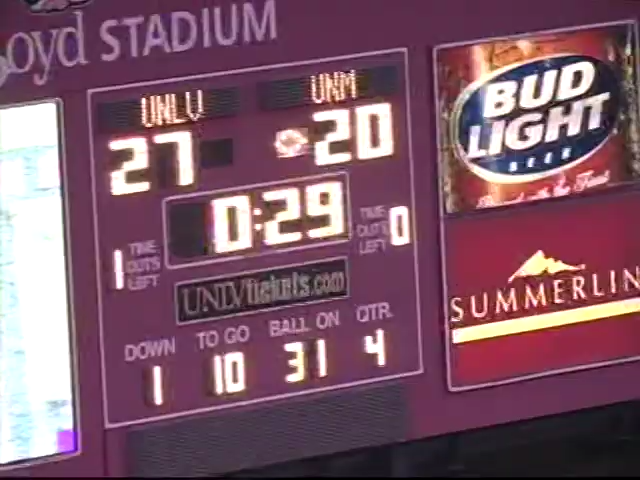 oyd STADIUM
UNLV UNM
27 20
0:29
1 TIME OUTS LEFT
TIME OUTS LEFT 0
UNLVtickets.com
DOWN TO GO BALL ON QTR.
1 10 31 4
BUD LIGHT
BEER
SUMMERLIN